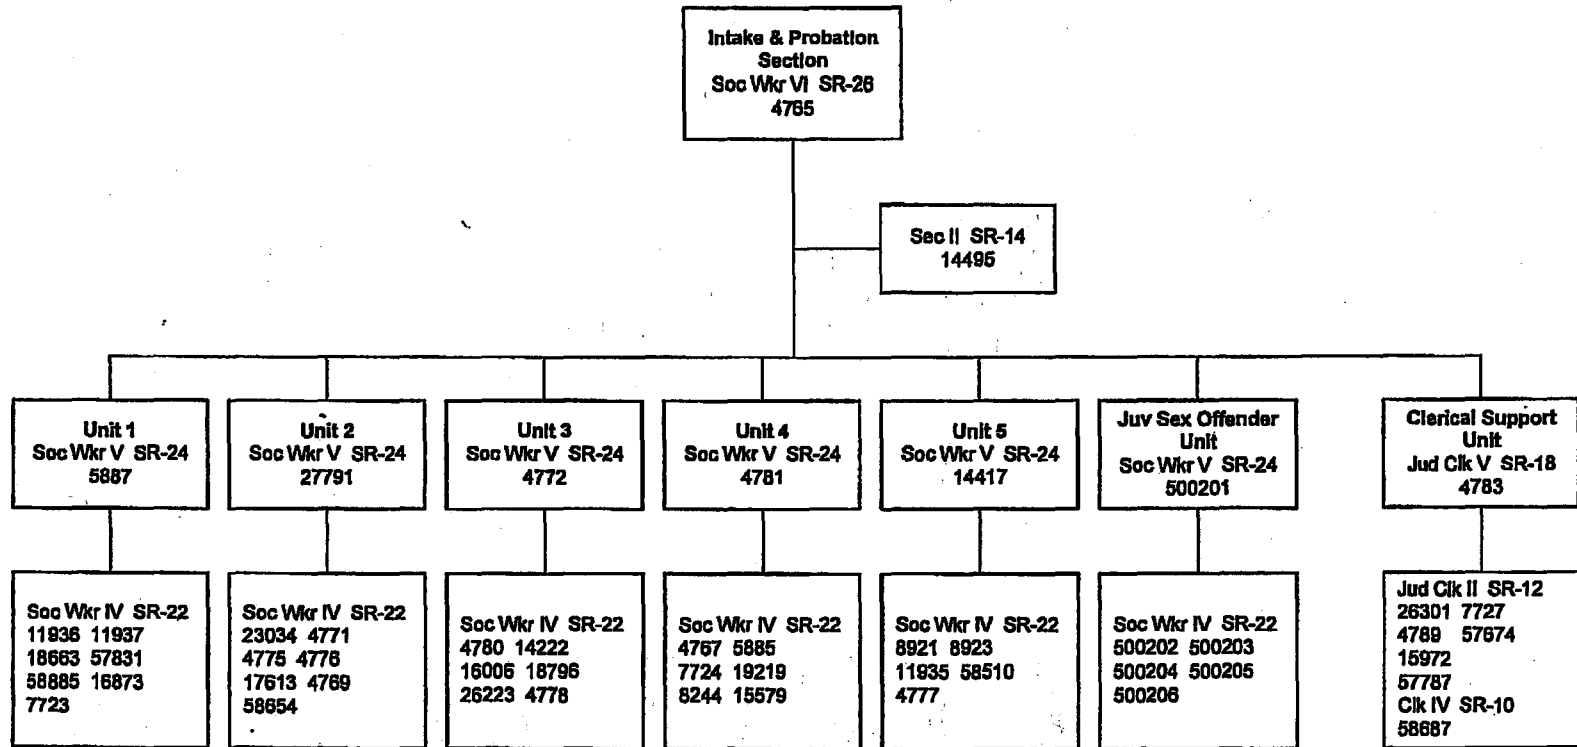 Intake & Probation
Section
Soc Wkr VI SR-26
4765
Sec II SR-14
14495
Unit 1
Soc Wkr V SR-24
5887
Unit 2
Soc Wkr V SR-24
27791
Unit 3
Soc Wkr V SR-24
4772
Unit 4
Soc Wkr V SR-24
4781
Unit 5
Soc Wkr V SR-24
14417
Juv Sex Offender
Unit
Soc Wkr V SR-24
500201
Clerical Support
Unit
Jud Clk V SR-18
4783
Soc Wkr IV SR-22
11936 11937
18663 57831
58885 16873
7723
Soc Wkr IV SR-22
23034 4771
4775 4776
17613 4769
58654
Soc Wkr IV SR-22
4780 14222
16006 18796
26223 4778
Soc Wkr IV SR-22
4767 5885
7724 19219
8244 15579
Soc Wkr IV SR-22
8921 8923
11935 58510
4777
Soc Wkr IV SR-22
500202 500203
500204 500205
500206
Jud Clk II SR-12
26301 7727
4789 57674
15972
57787
Clk IV SR-10
58687